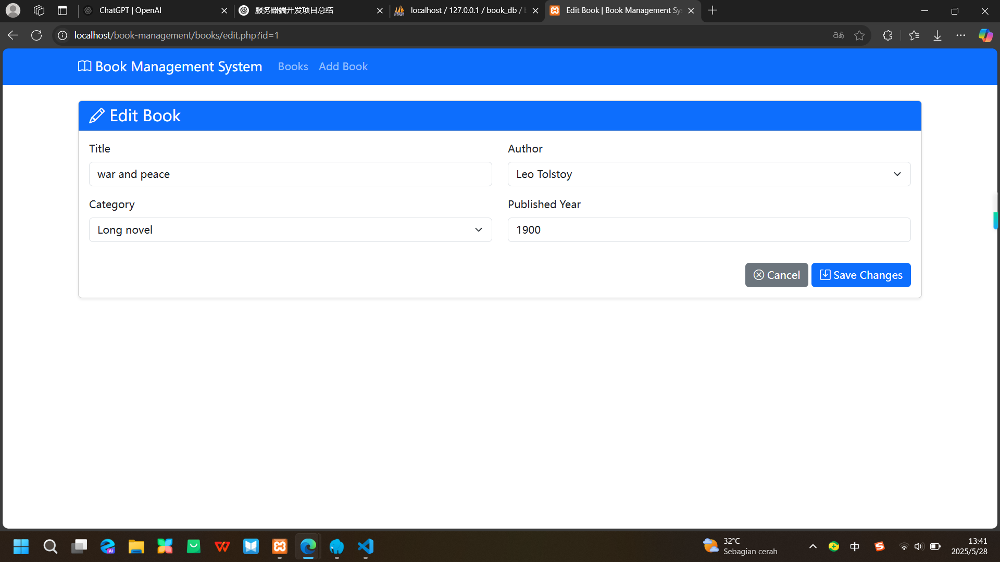 ChatGPT | OpenAI
服务器端开发项目总结
localhost / 127.0.0.1 / book_db /
Edit Book | Book Management Sy
localhost/book-management/books/edit.php?id=1
Book Management System
Books
Add Book
Edit Book
Title
Author
war and peace
Leo Tolstoy
Category
Published Year
Long novel
1900
Cancel
Save Changes
32°C
Sebagian cerah
中
13:41
2025/5/28